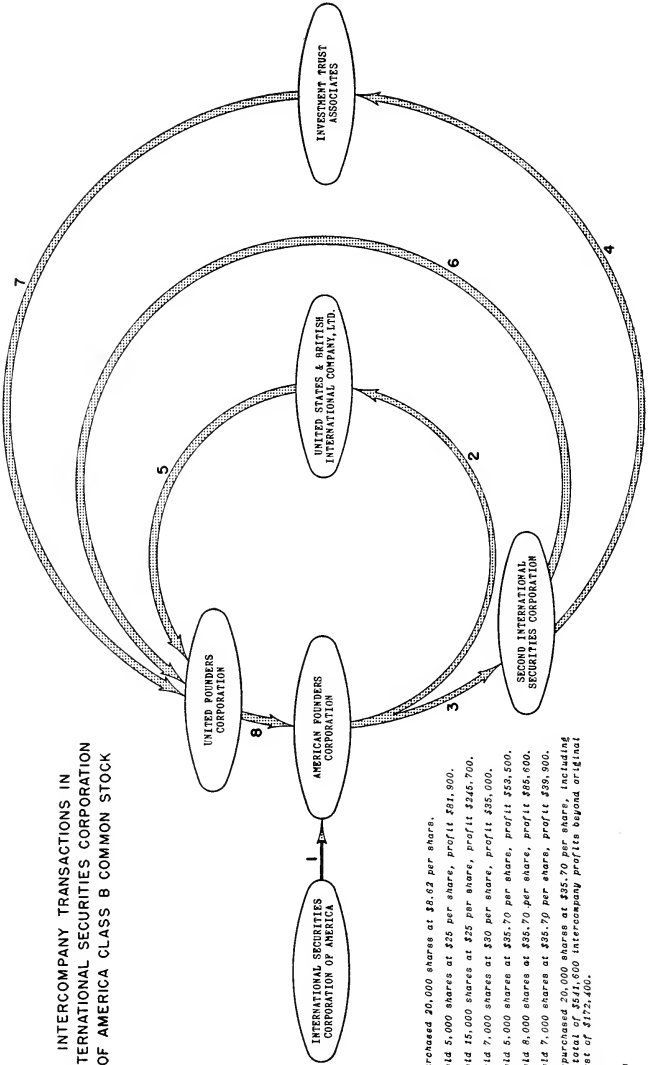 INTERCOMPANY TRANSACTIONS IN
TERNATIONAL SECURITIES CORPORATION
OF AMERICA CLASS B COMMON STOCK
INTERNATIONAL SECURITIES
CORPORATION OF AMERICA
1
AMERICAN FOUNDERS
CORPORATION
8
UNITED FOUNDERS
CORPORATION
3
SECOND INTERNATIONAL
SECURITIES CORPORATION
2
5
UNITED STATES & BRITISH
INTERNATIONAL COMPANY, LTD.
6
7
4
INVESTMENT TRUST
ASSOCIATES
rchased 20,000 shares at $8.62 per share.
ld 5,000 shares at $25 per share, profit $81,900.
ld 15,000 shares at $25 per share, profit $245,700.
ld 7,000 shares at $30 per share, profit $35,000.
ld 5,000 shares at $35.70 per share, profit $53,500.
ld 8,000 shares at $35.70 per share, profit $85,600.
ld 7,000 shares at $35.70 per share, profit $39,900.
purchased 20,000 shares at $35.70 per share, including
total of $541,600 intercompany profits beyond original
st of $172,400.